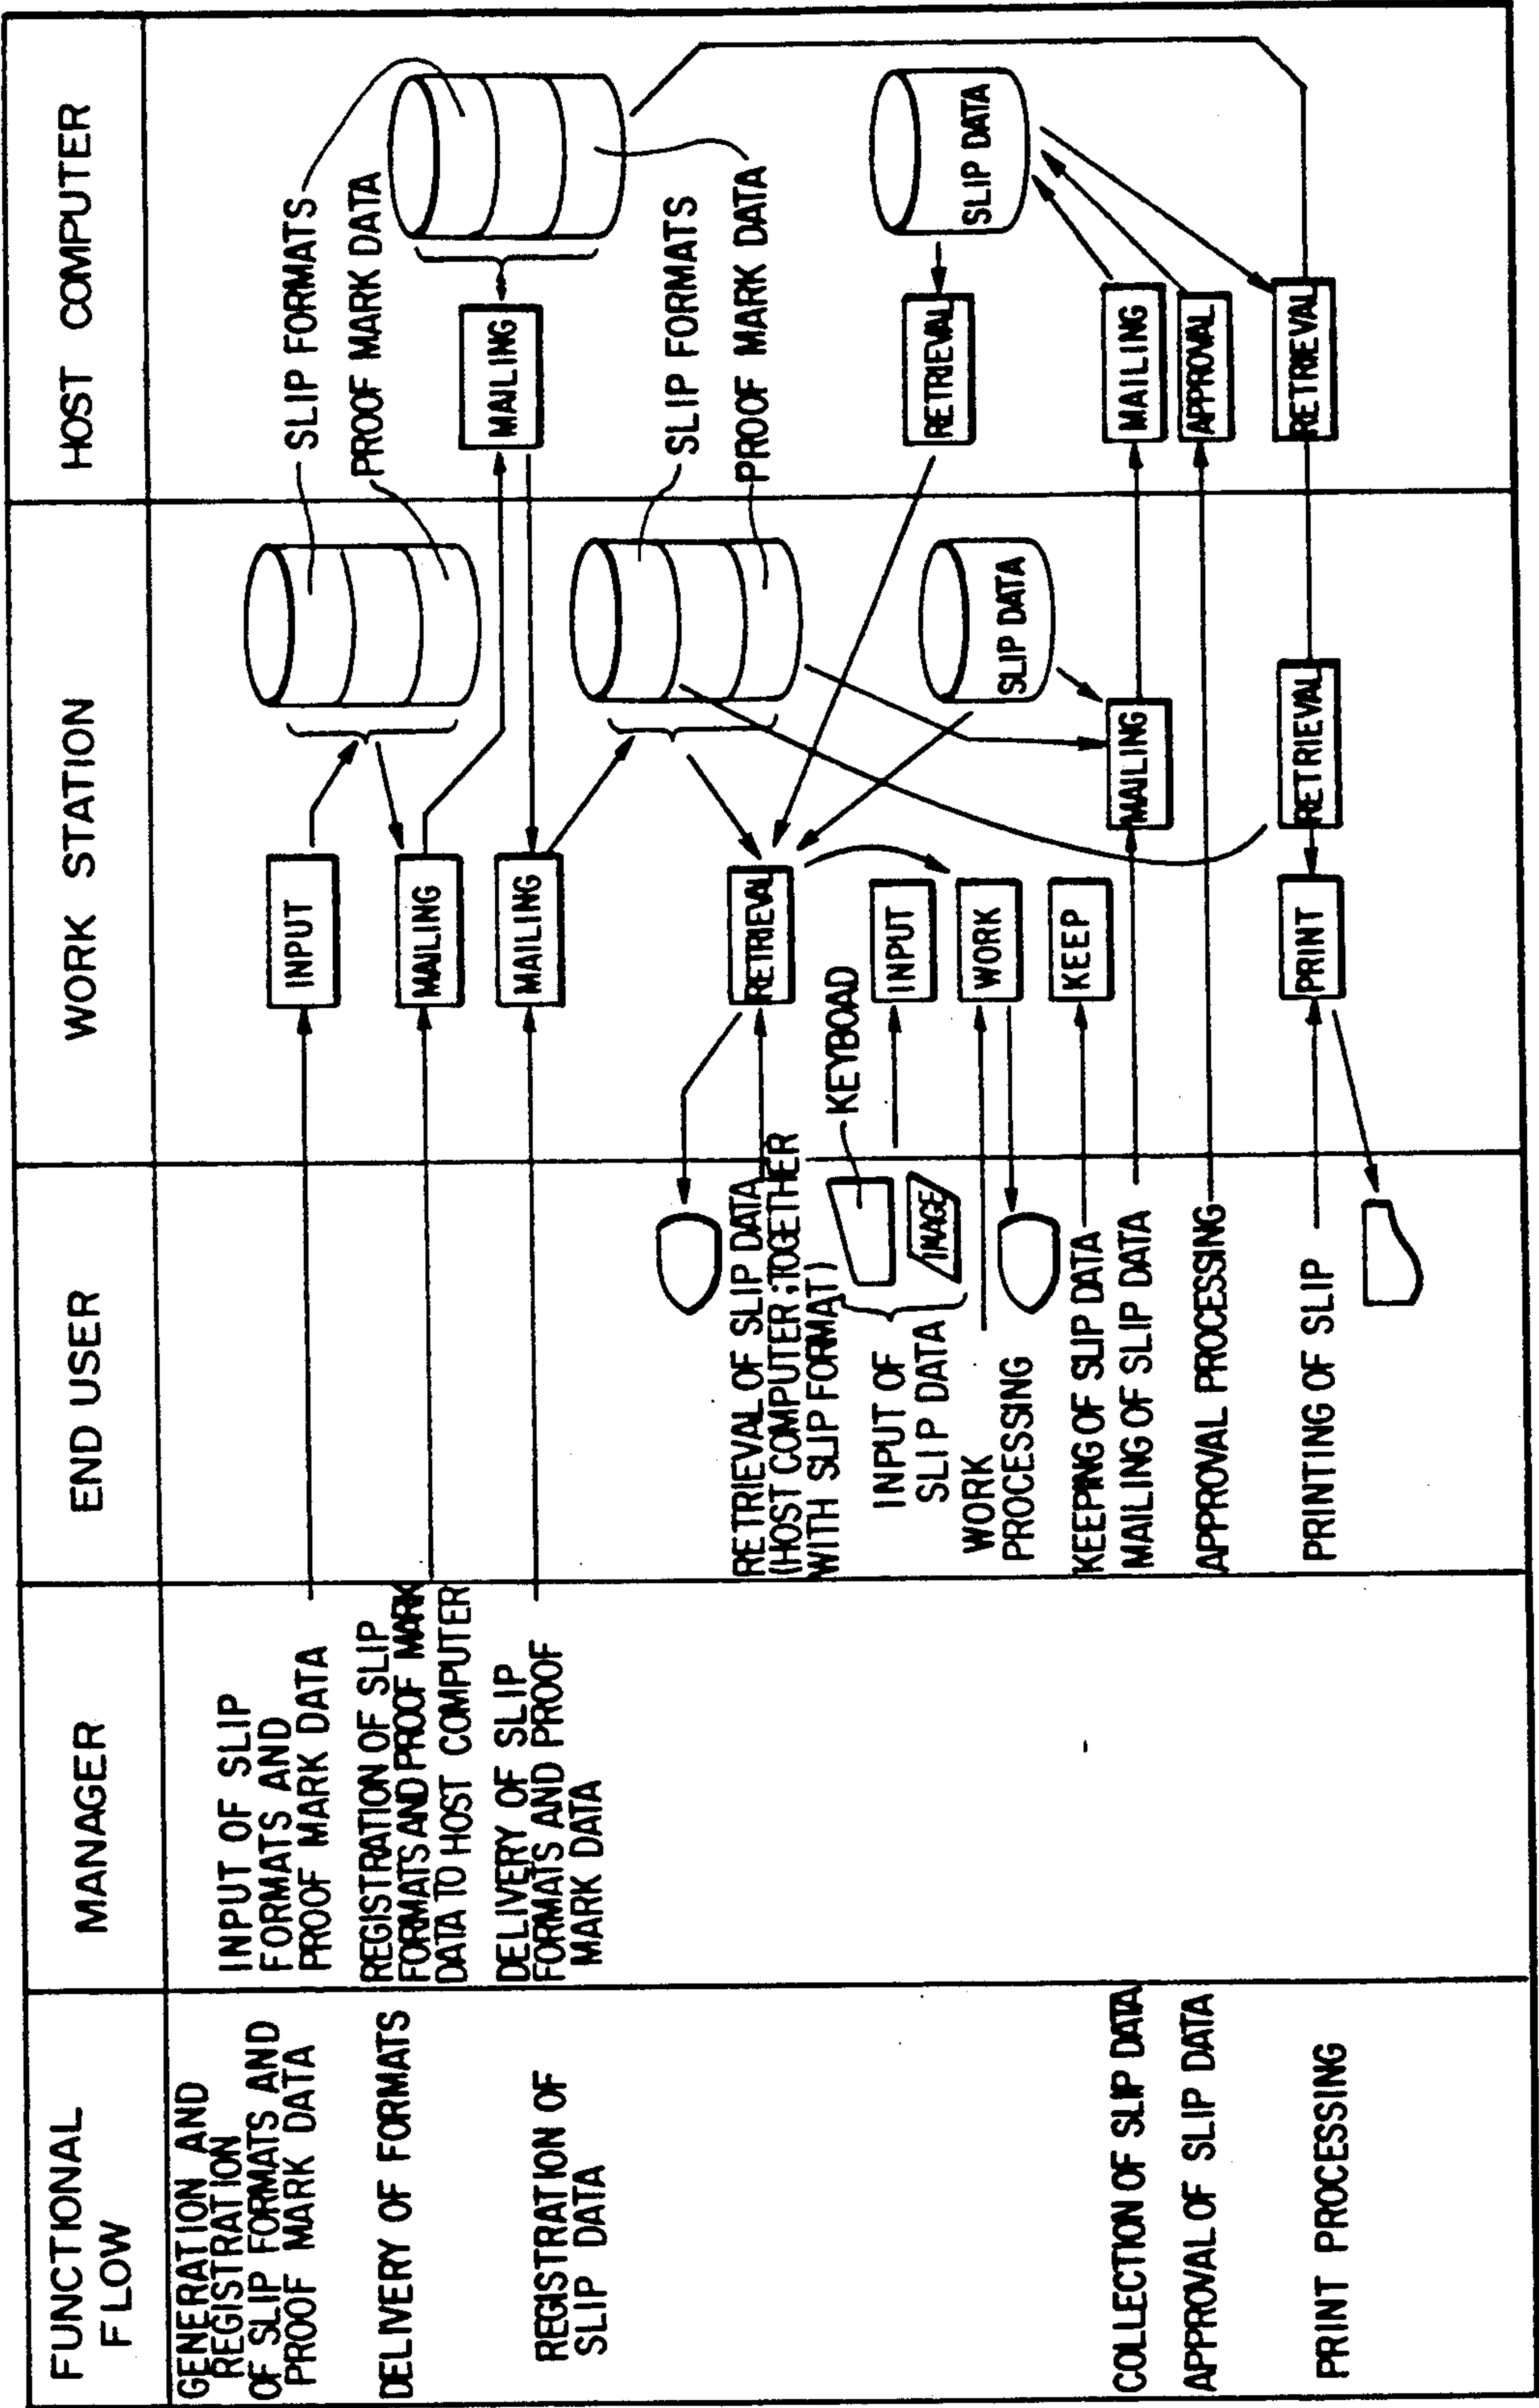 FUNCTIONAL
FLOW
MANAGER
END USER
WORK STATION
HOST COMPUTER
GENERATION AND
REGISTRATION
OF SLIP FORMATS AND
PROOF MARK DATA
DELIVERY OF FORMATS
REGISTRATION OF
SLIP DATA
COLLECTION OF SLIP DATA
APPROVAL OF SLIP DATA
PRINT PROCESSING
INPUT OF SLIP
FORMATS AND
PROOF MARK DATA
REGISTRATION OF SLIP
FORMATS AND PROOF MARK
DATA TO HOST COMPUTER
DELIVERY OF SLIP
FORMATS AND PROOF
MARK DATA
RETRIEVAL OF SLIP DATA
(HOST COMPUTER ; TOGETHER
WITH SLIP FORMAT)
INPUT OF
SLIP DATA
IMAGE
WORK
PROCESSING
KEEPING OF SLIP DATA
MAILING OF SLIP DATA
APPROVAL PROCESSING
PRINTING OF SLIP
INPUT
MAILING
MAILING
RETRIEVAL
KEYBOAD
INPUT
WORK
KEEP
PRINT
MAILING
RETRIEVAL
SLIP DATA
SLIP FORMATS
PROOF MARK DATA
MAILING
SLIP FORMATS
PROOF MARK DATA
RETRIEVAL
SLIP DATA
MAILING
APPROVAL
RETRIEVAL